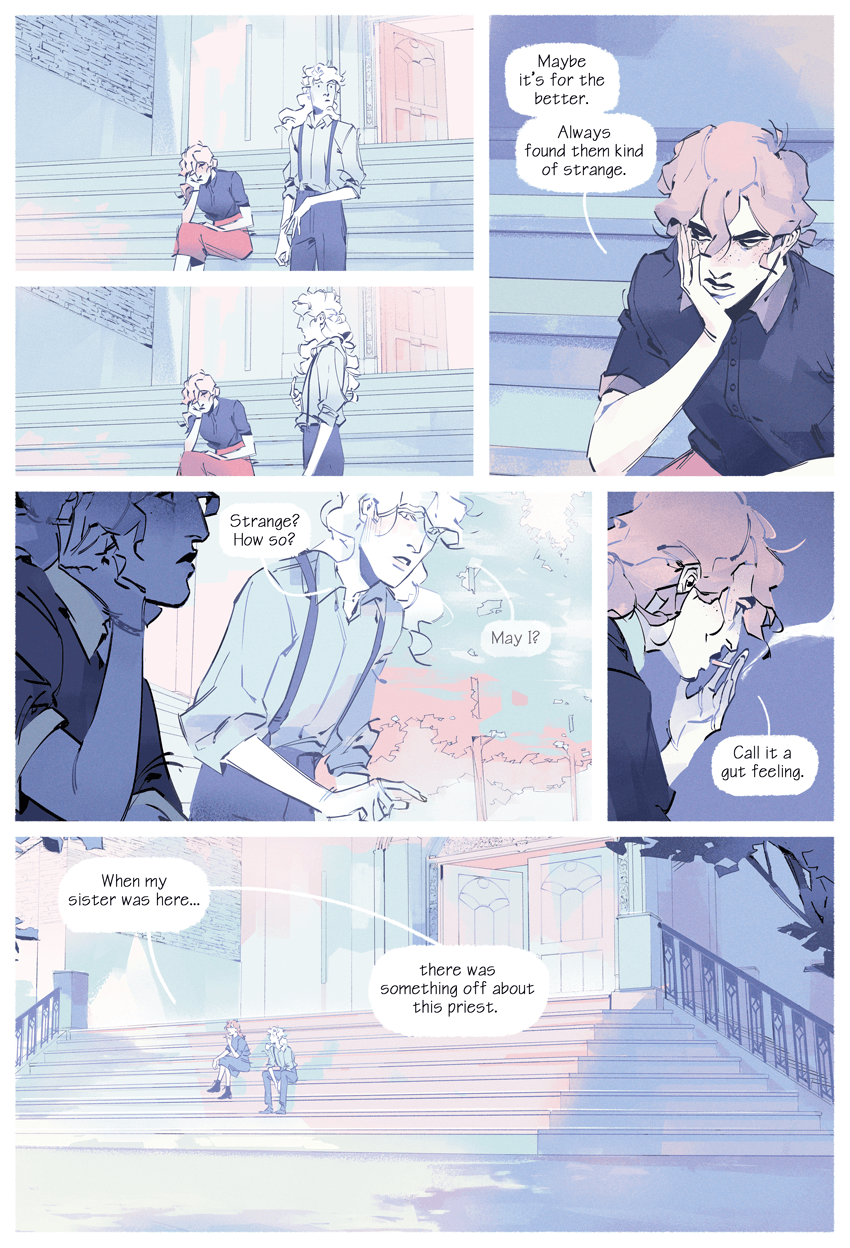 Maybe
it's for the
better.
Always
found them kind
of strange.
Strange?
How so?
May I?
Call it a
gut feeling.
When my
sister was here...
there was
something off about
this priest.